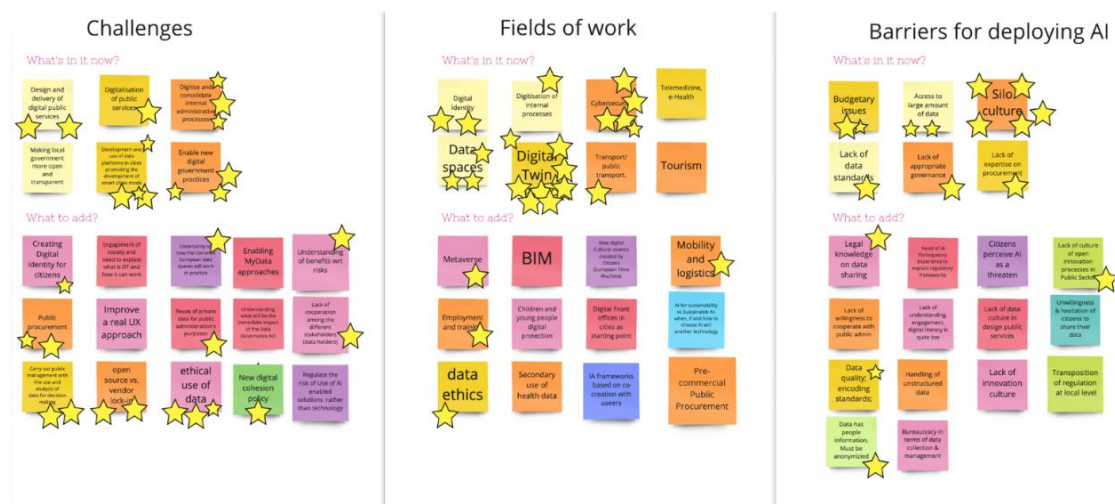 Challenges
What's in it now?
Design and
delivery of
digital public
services
Digitalisation
of public
services
Digitise and
consolidate
internal
administrative
processes
Making local
government
more open
and
transparent
Development and
use of data
platforms in cities
promoting the
development of
Enable new
digital
government
practices
What to add?
Creating
Digital
identity for
citizens
Engagement of
society and
need to explain
what is DT and
how it can work
european data
spaces will work
in practice
Enabling
MyData
approaches
Understanding
of benefits wrt
risks
Public
procurement
Improve
a real UX
approach
Reuse of private
data for public
administration's
purposes
Understanding
what will be the
immediate impact
of the Data
Governance Act
Lack of
cooperation
among the
different
stakeholders
(data holders)
Carry out public
management with
the use and
analysis of
data for decision
making
open
source vs.
vendor
lock-in
ethical
use of
data
New digital
cohesion
policy
Regulate the
risk of Use of AI
enabled
solutions rather
than technology
Fields of work
What's in it now?
Digital
Identity
Digitisation of
internal
processes
Telemedicine,
e-Health
Data
spaces
Digital
Twin
Transport/
public
transport.
Tourism
What to add?
Metaverse
BIM
New digital
Culture assets
created by
Citizens
(European Time
Machine)
Mobility
and
logistics
Employment
and training
Children and
young people
digital
protection
Digital Front
offices in
cities as
starting point
AI for sustainability
vs Sustainable AI:
when, if and how to
choose AI wrt
another technology
data
ethics
Secondary
use of
health data
IA frameworks
based on co-
creation with
useers
Pre-
commercial
Public
Procurement
Barriers for deploying AI
What's in it now?
Budgetary
issues
Access to
large amount
of data
Silo
culture
Lack of
data
standards
Lack of
appropriate
governance
Lack of
expertise on
procurement
What to add?
Legal
knowledge
on data
sharing
Need of AI
Participatory
Experience to
explain regulatory
frameworks
Citizens
perceive AI
as a
threaten
Lack of culture
of open
innovation
processes in
Public Sector
Lack of
willingness to
cooperate with
public admin
Lack of
understanding,
engagement,
digital literacy is
quite low
Lack of data
culture in
design public
services
Unwillingness
& hesitation of
citizens to
share their
data
Data
quality;
encoding
standards;
Handling of
unstructured
data
Lack of
innovation
culture
Transposition
of regulation
at local level
Data has
people
information.
Must be
anonymizied
Bureaucracy in
terms of data
collection &
management